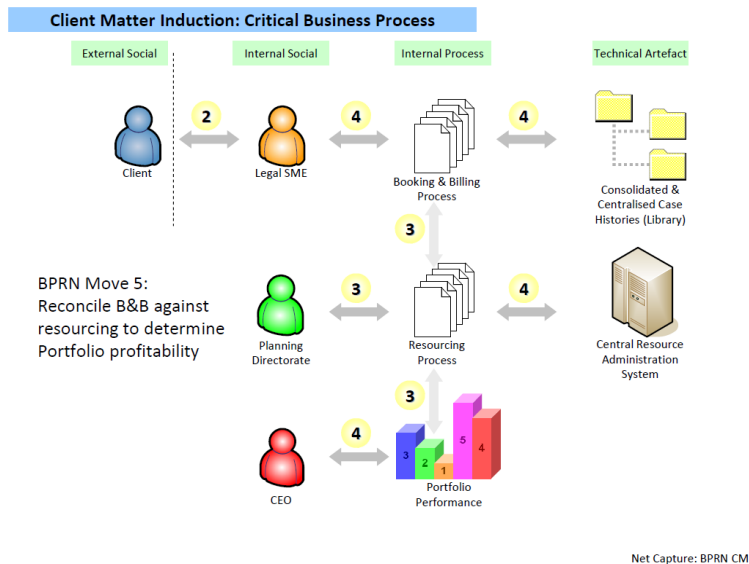 Client Matter Induction: Critical Business Process
External Social
Internal Social
Internal Process
Technical Artefact
2
4
4
Client
Legal SME
Booking & Billing
Process
Consolidated &
Centralised Case
Histories (Library)
3
BPRN Move 5:
Reconcile B&B against
resourcing to determine
Portfolio profitability
3
4
Planning
Directorate
Resourcing
Process
Central Resource
Administration
System
3
4
3
2
1
5
4
CEO
Portfolio
Performance
Net Capture: BPRN CM